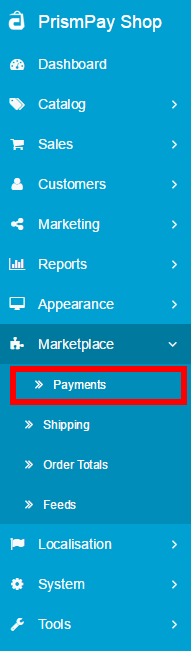 PrismPay Shop
Dashboard
Catalog
Sales
Customers
Marketing
Reports
Appearance
Marketplace
Payments
Shipping
Order Totals
Feeds
Localisation
System
Tools